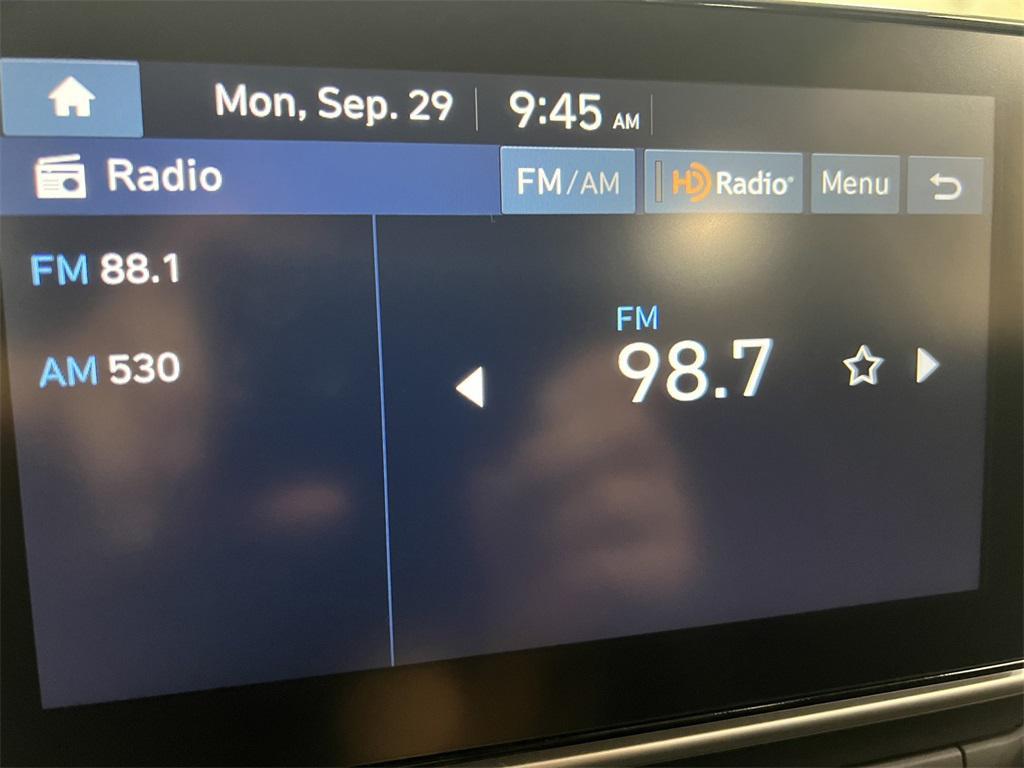 Mon, Sep. 29 9:45 AM
Radio FM/AM HD Radio® Menu
FM 88.1
AM 530
FM
98.7